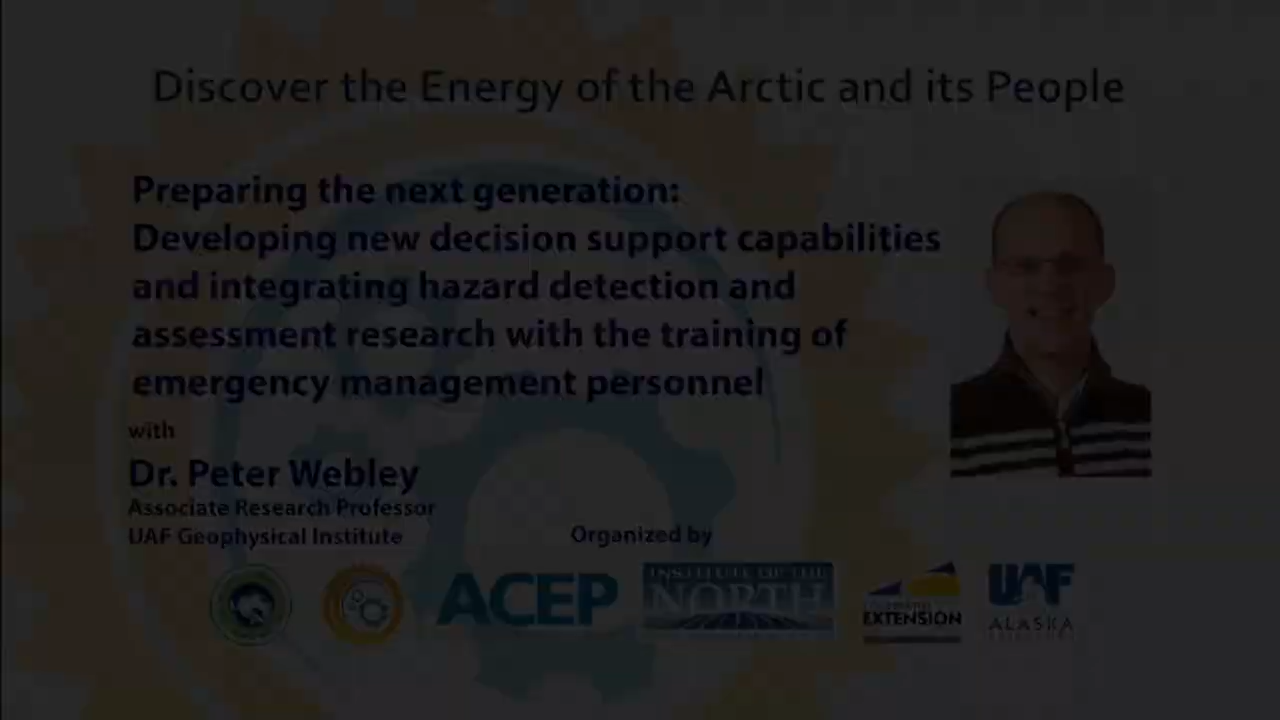 Discover the Energy of the Arctic and its People
Preparing the next generation:
Developing new decision support capabilities
and integrating hazard detection and
assessment research with the training of
emergency management personnel
with
Dr. Peter Webley
Associate Research Professor
UAF Geophysical Institute
Organized by
ACEP
INSTITUTE OF THE
NORTH
EXTENSION
UAF
ALASKA